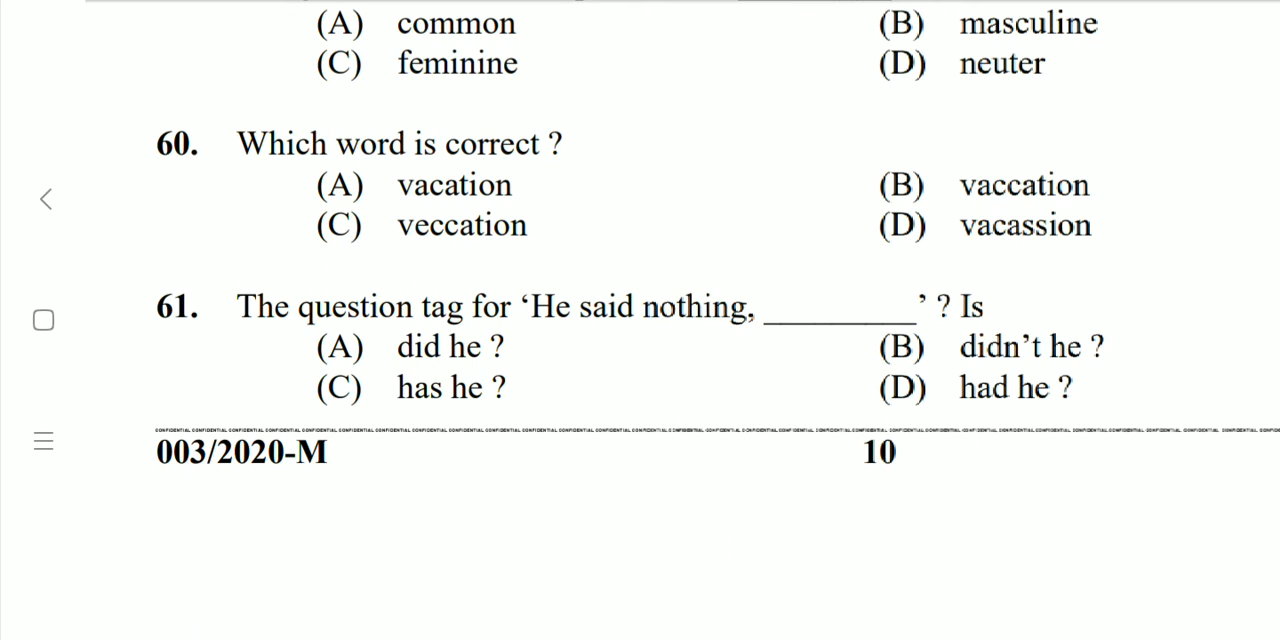 (A) common (B) masculine
(C) feminine (D) neuter
60. Which word is correct ?
(A) vacation (B) vaccation
(C) veccation (D) vacassion
61. The question tag for ‘He said nothing, __________’ ? Is
(A) did he ? (B) didn’t he ?
(C) has he ? (D) had he ?
003/2020-M 10